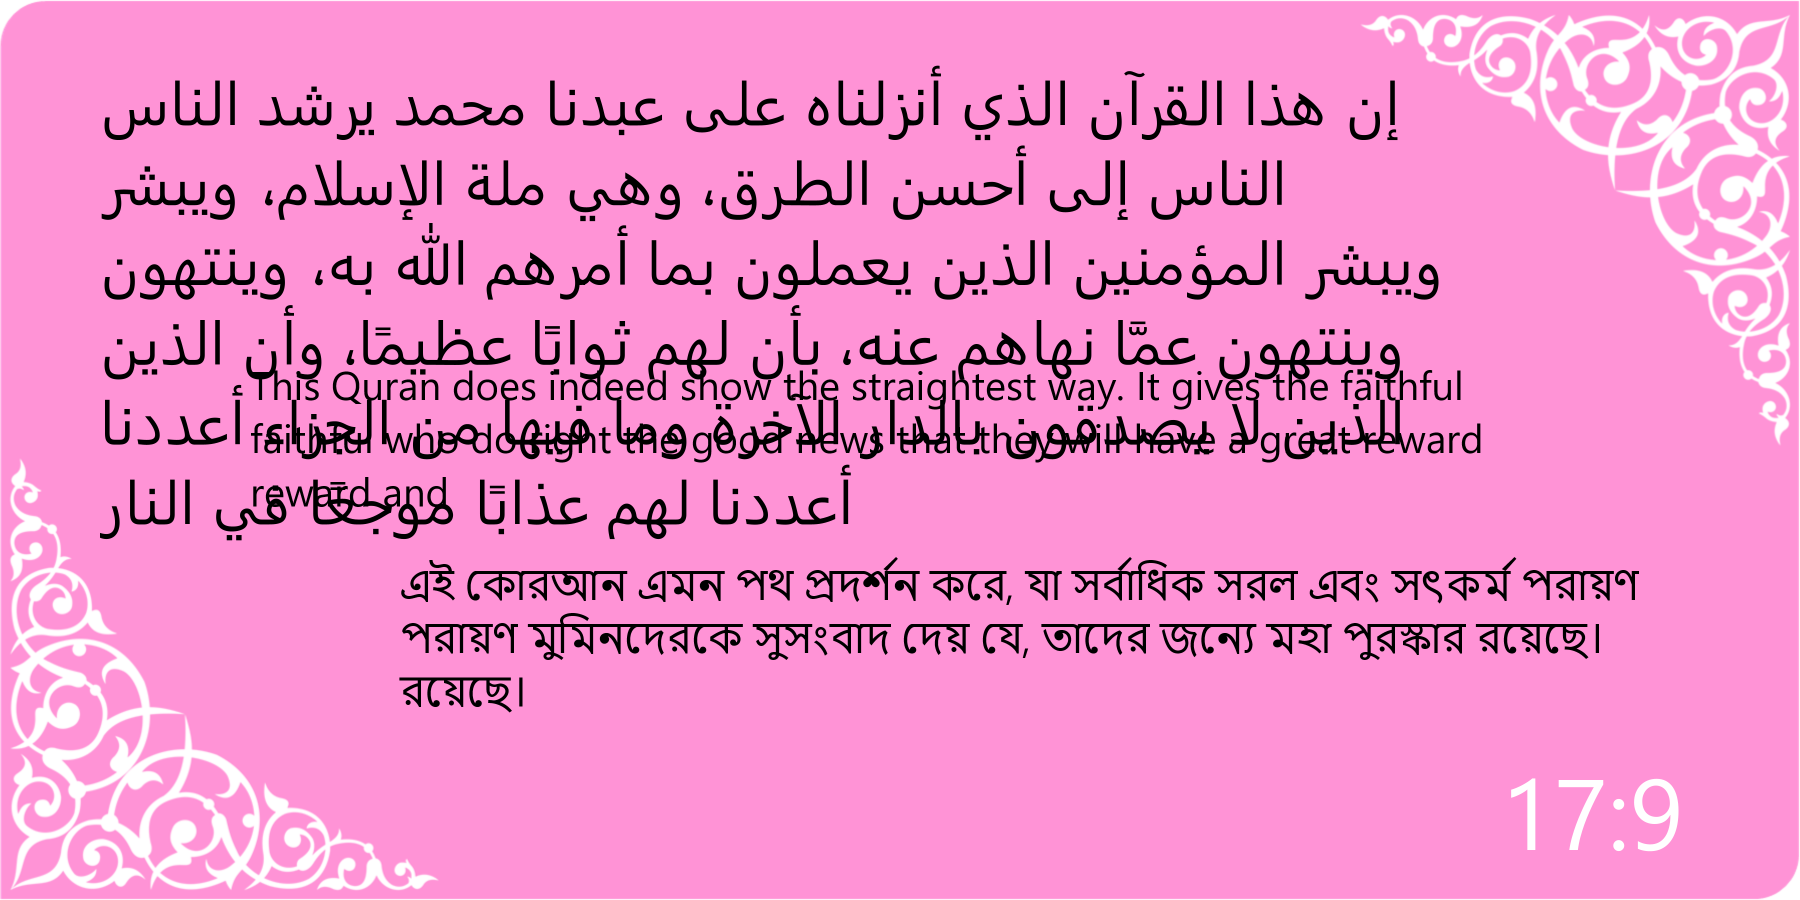 إن هذا القرآن الذي أنزلناه على عبدنا محمد يرشد الناس
الناس إلى أحسن الطرق، وهي ملة الإسلام، ويبشر
ويبشر المؤمنين الذين يعملون بما أمرهم الله به، وينتهون
وينتهون عمَّا نهاهم عنه، بأن لهم ثوابًا عظيمًا، وأن الذين
الذين لا يصدقون بالدار الآخرة وما فيها من الجزاء أعددنا
أعددنا لهم عذابًا موجعًا في النار
This Quran does indeed show the straightest way. It gives the faithful
faithful who do right the good news that they will have a great reward
reward and
এই কোরআন এমন পথ প্রদর্শন করে, যা সর্বাধিক সরল এবং সৎকর্ম পরায়ণ
পরায়ণ মুমিনদেরকে সুসংবাদ দেয় যে, তাদের জন্যে মহা পুরস্কার রয়েছে।
রয়েছে।
17:9